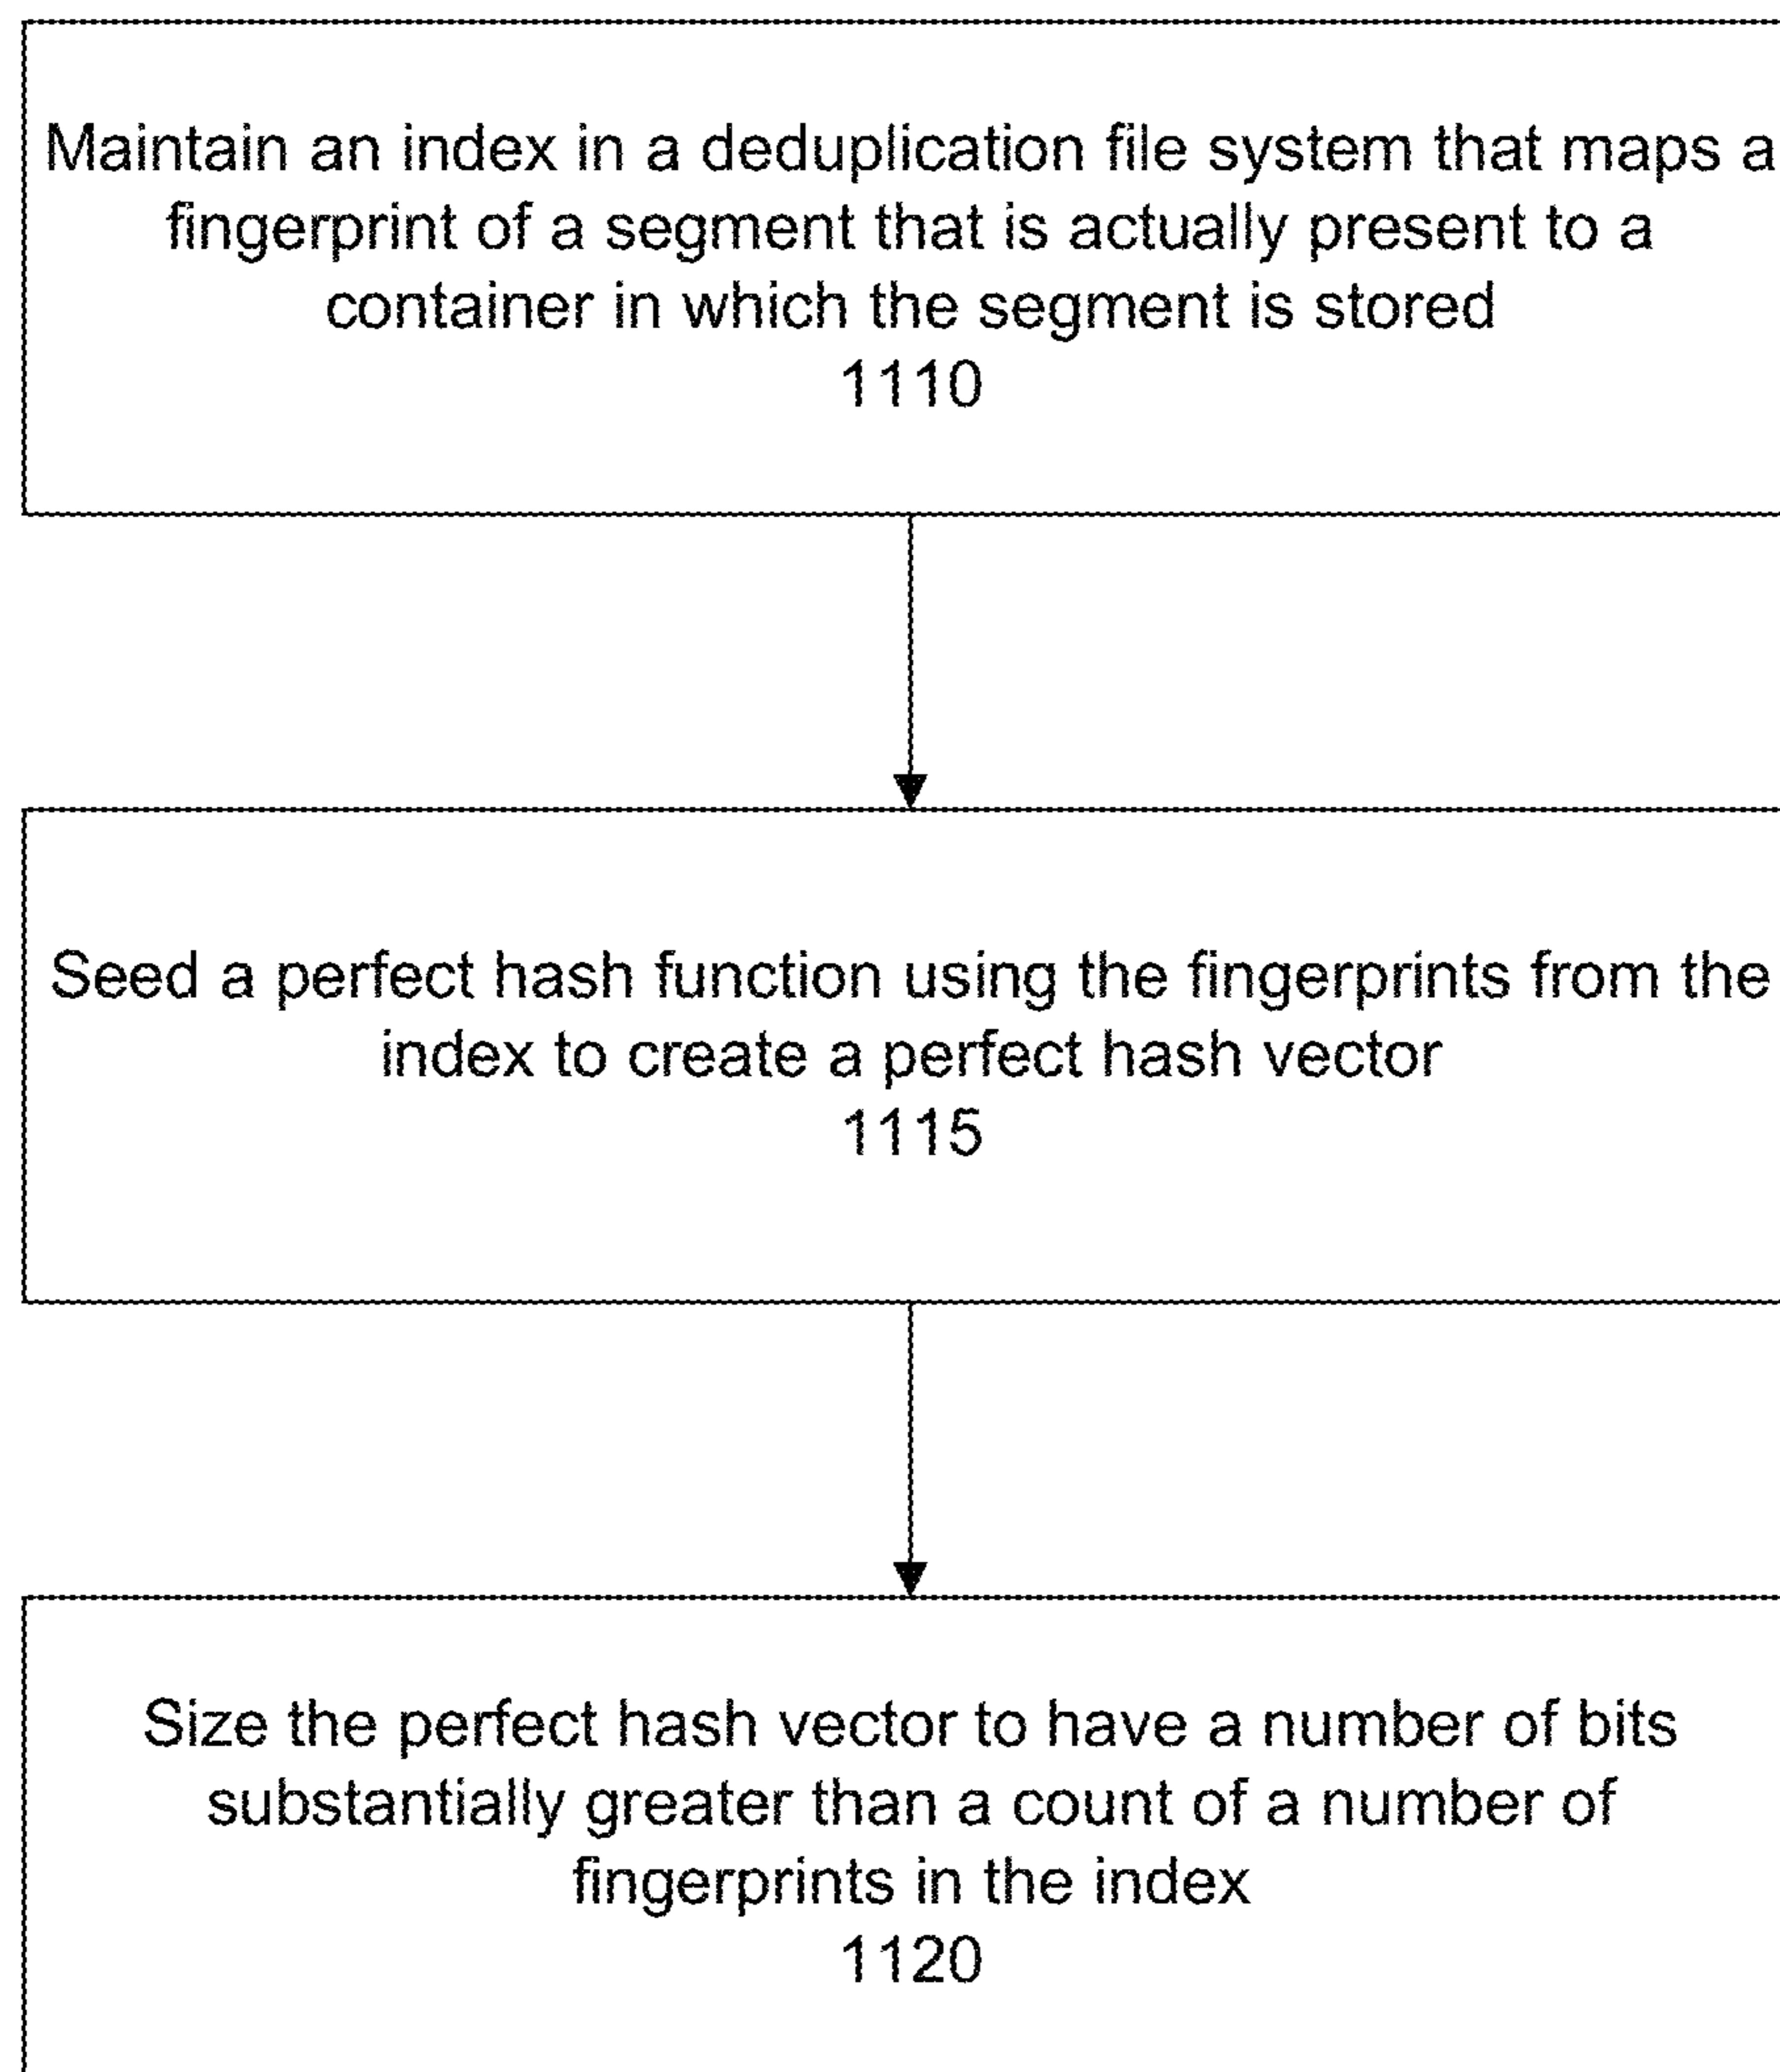 Maintain an index in a deduplication file system that maps a
fingerprint of a segment that is actually present to a
container in which the segment is stored
1110
Seed a perfect hash function using the fingerprints from the
index to create a perfect hash vector
1115
Size the perfect hash vector to have a number of bits
substantially greater than a count of a number of
fingerprints in the index
1120